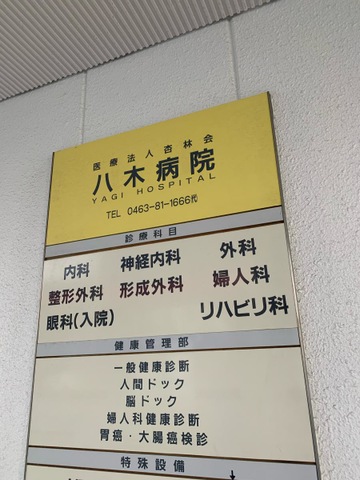 医療法人杏林会
八木病院
YAGI HOSPITAL
TEL 0463-81-1666㈹
診療科目
内科 神経内科 外科
整形外科 形成外科 婦人科
眼科(入院) リハビリ科
健康管理部
一般健康診断
人間ドック
脳ドック
婦人科健康診断
胃癌・大腸癌検診
特殊設備